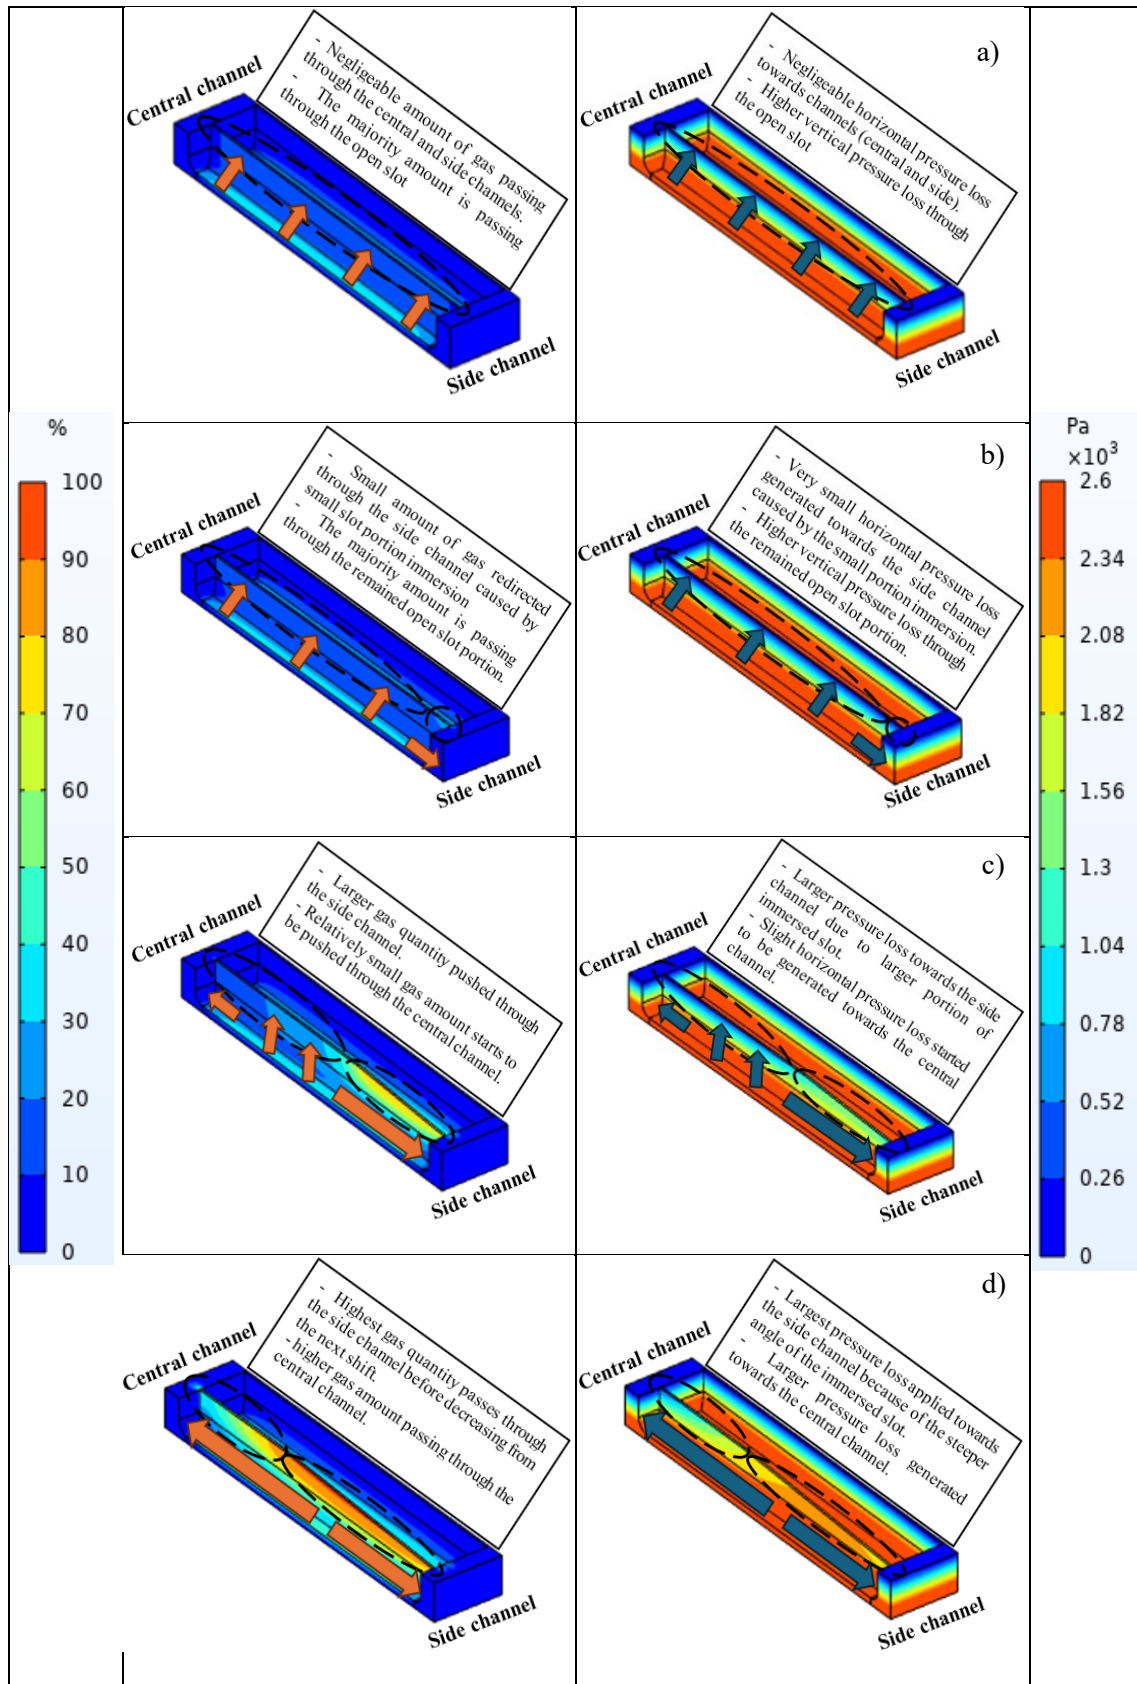 Central channel
- Negligeable amount of gas passing
through the central and side channels.
- The majority amount is passing
through the open slot
Side channel
a)
Central channel
- Negligeable horizontal pressure loss
towards channels (central and side).
- Higher vertical pressure loss through
the open slot
Side channel
%
100
90
80
70
60
50
40
30
20
10
0
Central channel
- Small amount of gas redirected
through the side channel caused by
small slot portion immersion
- The majority amount is passing
through the remained open slot portion.
Side channel
b)
Central channel
- Very small horizontal pressure loss
generated towards the side channel
caused by the small portion immersion.
- Higher vertical pressure loss through
the remained open slot portion.
Side channel
Pa
×10³
2.6
2.34
2.08
1.82
1.56
1.3
1.04
0.78
0.52
0.26
0
Central channel
- Larger gas quantity pushed through
the side channel.
- Relatively small gas amount starts to
be pushed through the central channel.
Side channel
c)
Central channel
- Larger pressure loss towards the side
channel due to larger portion of
immersed slot.
- Slight horizontal pressure loss started
to be generated towards the central
channel.
Side channel
Central channel
- Highest gas quantity passes through
the side channel before decreasing from
the next shift.
- higher gas amount passing through the
central channel.
Side channel
d)
Central channel
- Largest pressure loss applied towards
the side channel because of the steeper
angle of the immersed slot.
- Larger pressure loss generated
towards the central channel.
Side channel